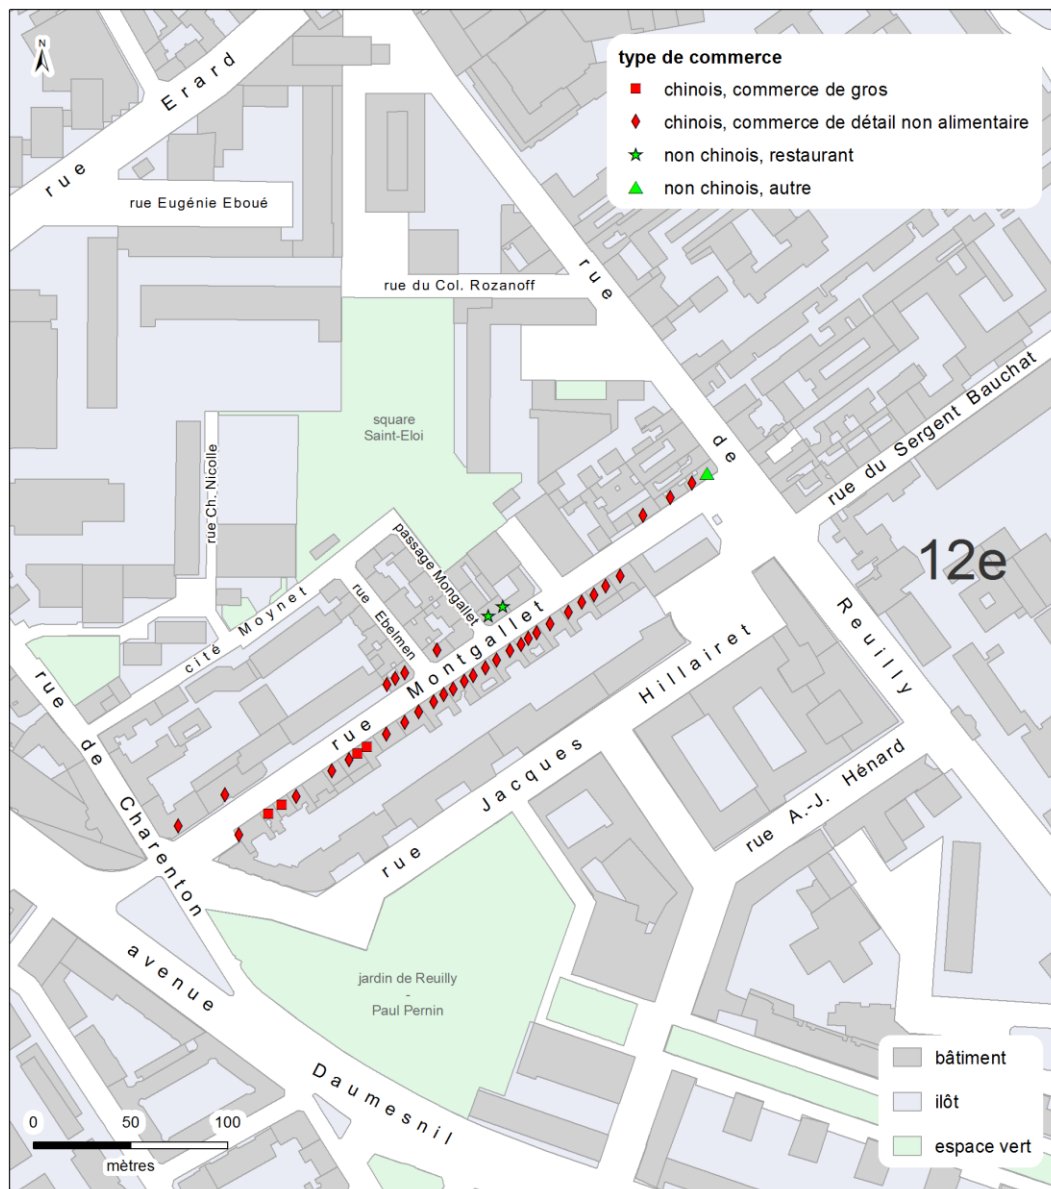 N
type de commerce
chinois, commerce de gros
chinois, commerce de détail non alimentaire
non chinois, restaurant
non chinois, autre
rue Erard
rue Eugénie Eboué
rue du Col. Rozanoff
rue de Reuilly
rue du Sergent Bauchat
square
Saint-Eloi
rue Ch. Nicolle
passage Mongallet
12e
cité Moynet
rue Ebelmen
rue Montgallet
rue Jacques Hillairet
rue A.-J. Hénard
rue de Charenton
avenue Daumesnil
jardin de Reuilly
-
Paul Pernin
bâtiment
ilôt
espace vert
0 50 100
mètres